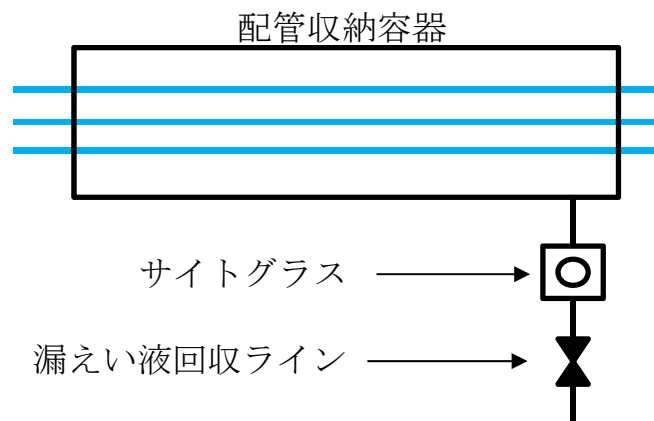 配管収納容器
サイトグラス
漏えい液回収ライン